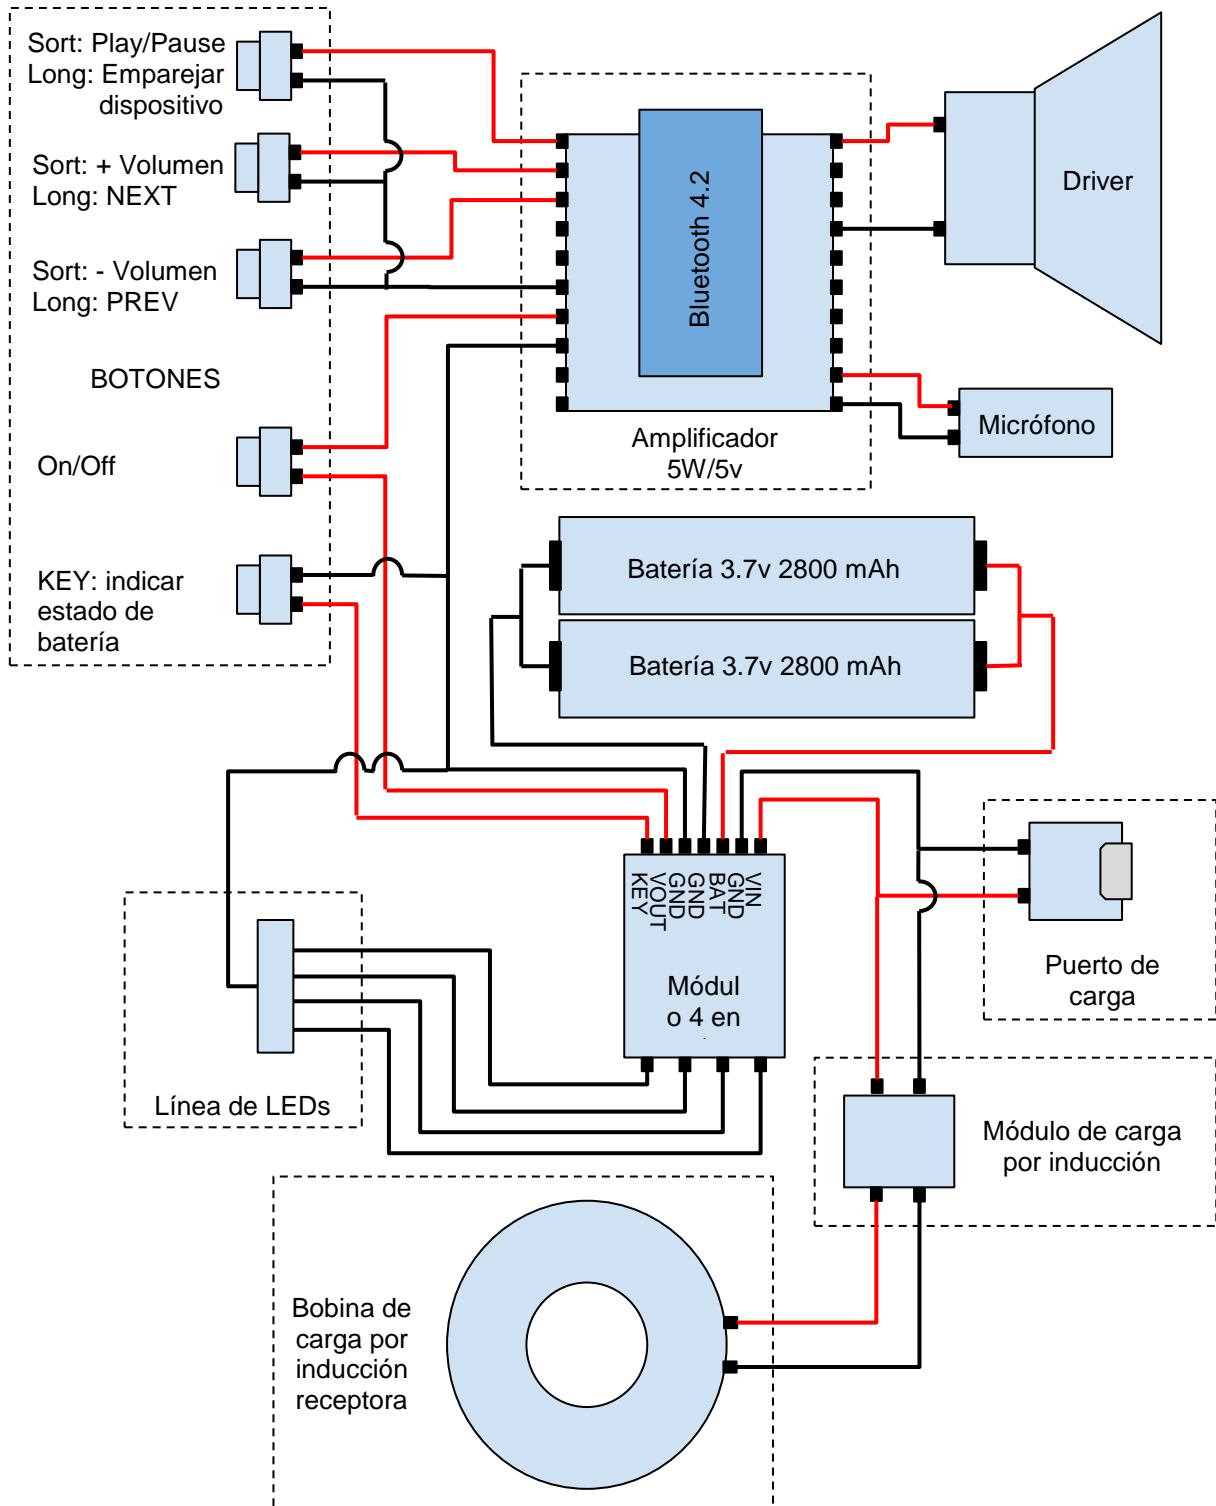 Sort: Play/Pause
Long: Emparejar
dispositivo
Sort: + Volumen
Long: NEXT
Sort: - Volumen
Long: PREV
BOTONES
On/Off
KEY: indicar
estado de
batería
Bluetooth 4.2
Amplificador
5W/5v
Driver
Micrófono
Batería 3.7v 2800 mAh
Batería 3.7v 2800 mAh
KEY
VOUT
GND
GND
BAT
GND
VIN
Módul
o 4 en
Puerto de
carga
Línea de LEDs
Módulo de carga
por inducción
Bobina de
carga por
inducción
receptora